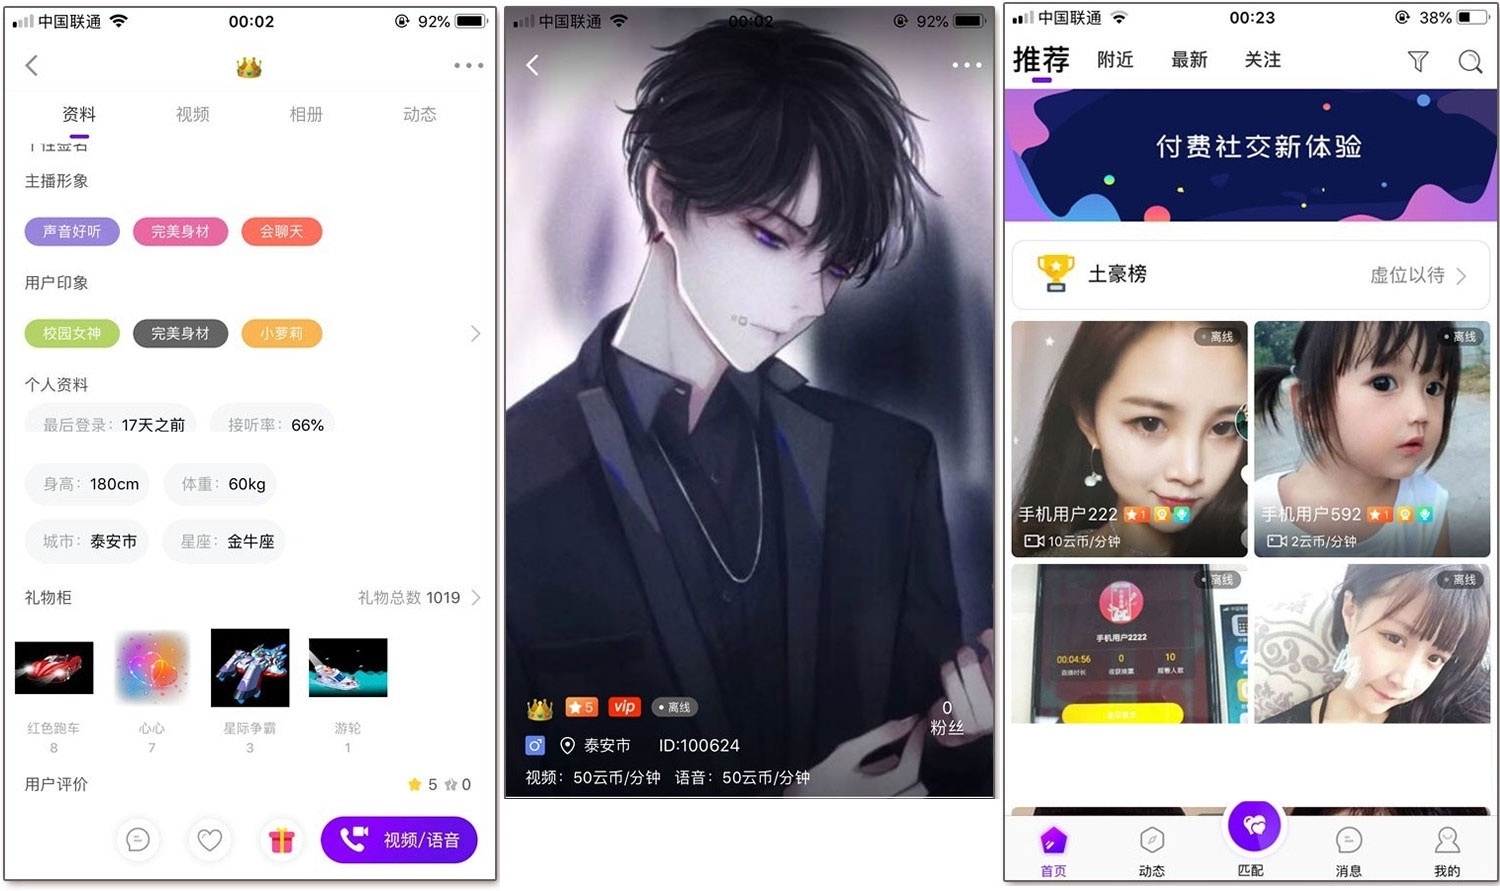 中国联通
00:02
92%
资料
视频
相册
动态
个性签名
主播形象
声音好听
完美身材
会聊天
用户印象
校园女神
完美身材
小萝莉
个人资料
最后登录：17天之前
接听率：66%
身高：180cm
体重：60kg
城市：泰安市
星座：金牛座
礼物柜
礼物总数 1019
红色跑车
心心
星际争霸
游轮
8
7
3
1
用户评价
5
0
视频/语音
中国联通
00:02
92%
5
vip
离线
0
粉丝
泰安市
ID:100624
视频：50云币/分钟 语音：50云币/分钟
中国联通
00:23
38%
推荐
附近
最新
关注
付费社交新体验
土豪榜
虚位以待
离线
离线
手机用户222
1
手机用户592
1
10云币/分钟
2云币/分钟
离线
离线
手机用户2222
00:04:56
0
10
首页
动态
匹配
消息
我的